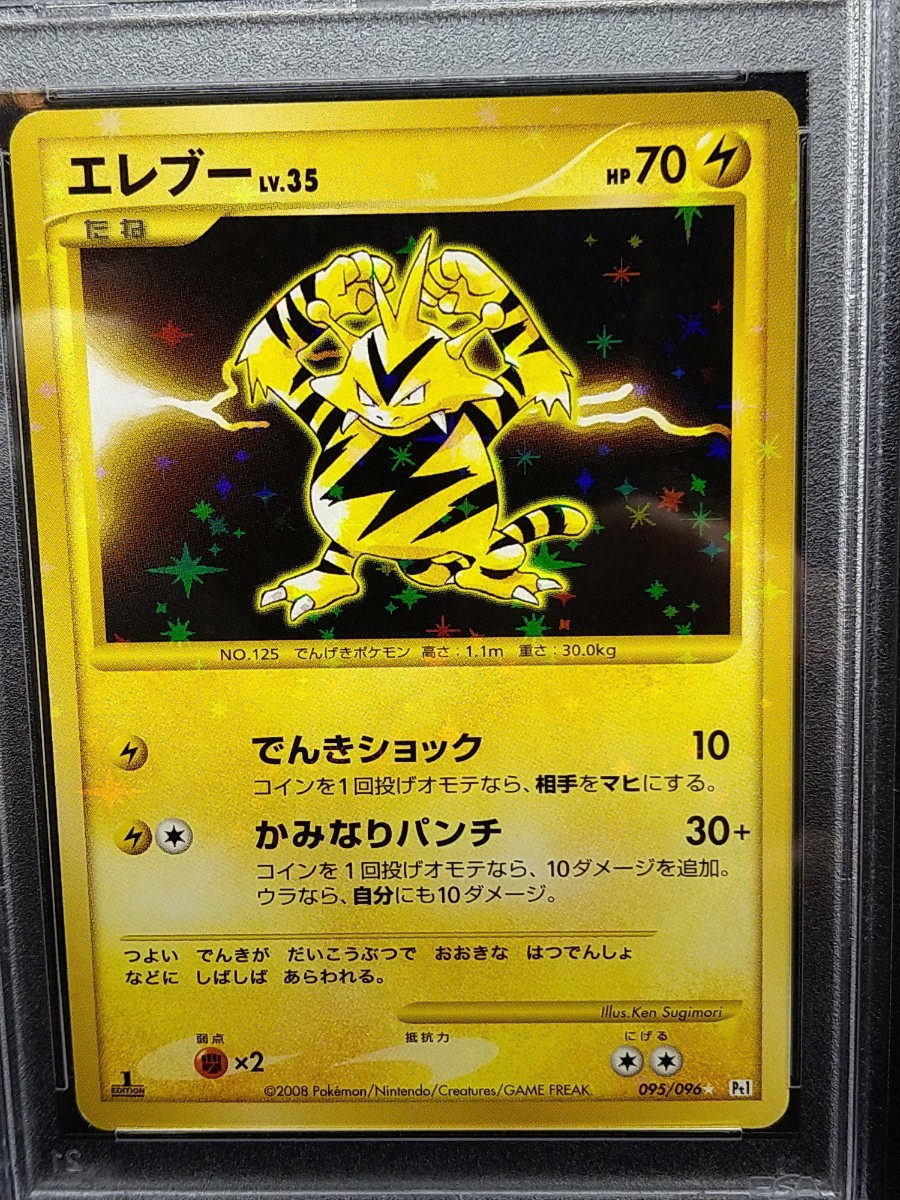 エレブー LV.35 HP70
たね
NO.125 でんげきポケモン 高さ:1.1m 重さ:30.0kg
でんきショック 10
コインを1回投げオモテなら、相手をマヒにする。
かみなりパンチ 30+
コインを1回投げオモテなら、10ダメージを追加。
ウラなら、自分にも10ダメージ。
つよい でんきが だいこうぶつで おおきな はつでんしょ
などに しばしば あらわれる。
Illus.Ken Sugimori
弱点 抵抗力 にげる
×2
1 EDITION ©2008 Pokémon/Nintendo/Creatures/GAME FREAK. 095/096★ Pt1